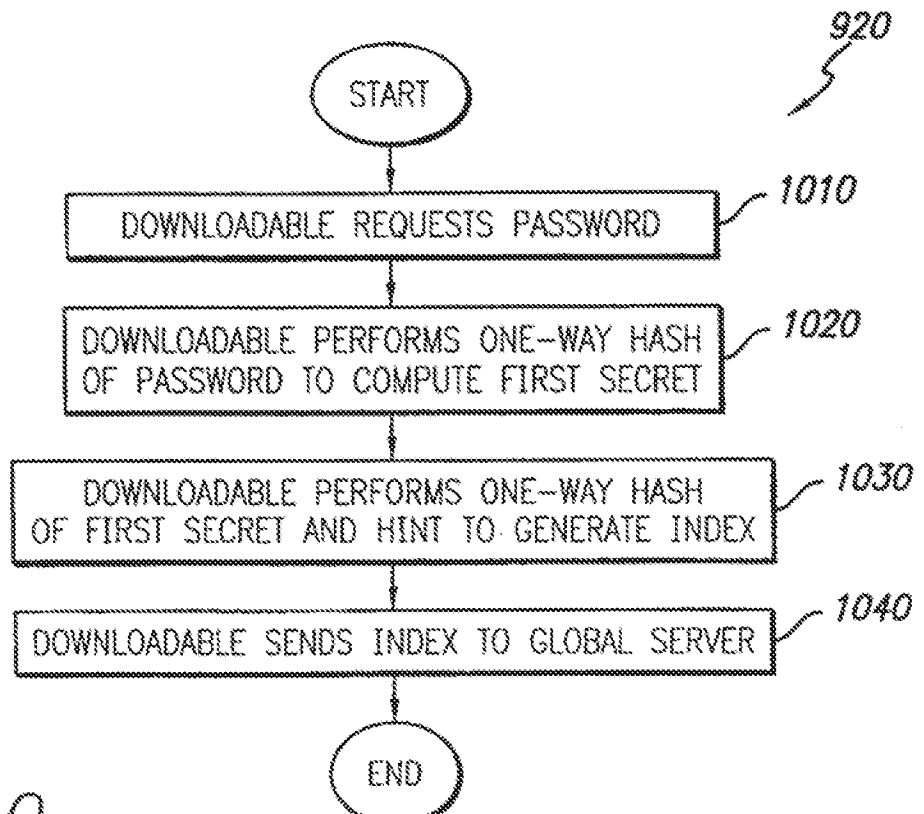 920
START
DOWNLOADABLE REQUESTS PASSWORD
1010
DOWNLOADABLE PERFORMS ONE-WAY HASH
OF PASSWORD TO COMPUTE FIRST SECRET
1020
DOWNLOADABLE PERFORMS ONE-WAY HASH
OF FIRST SECRET AND HINT TO GENERATE INDEX
1030
DOWNLOADABLE SENDS INDEX TO GLOBAL SERVER
1040
END